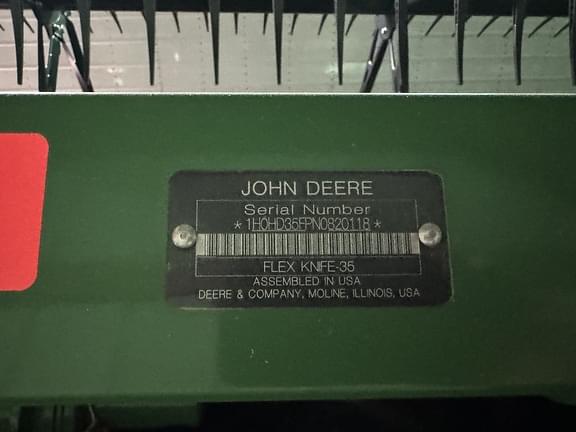 JOHN DEERE
Serial Number
*1H0HD35FPN0820118*
FLEX KNIFE-35
ASSEMBLED IN USA
DEERE & COMPANY, MOLINE, ILLINOIS, USA